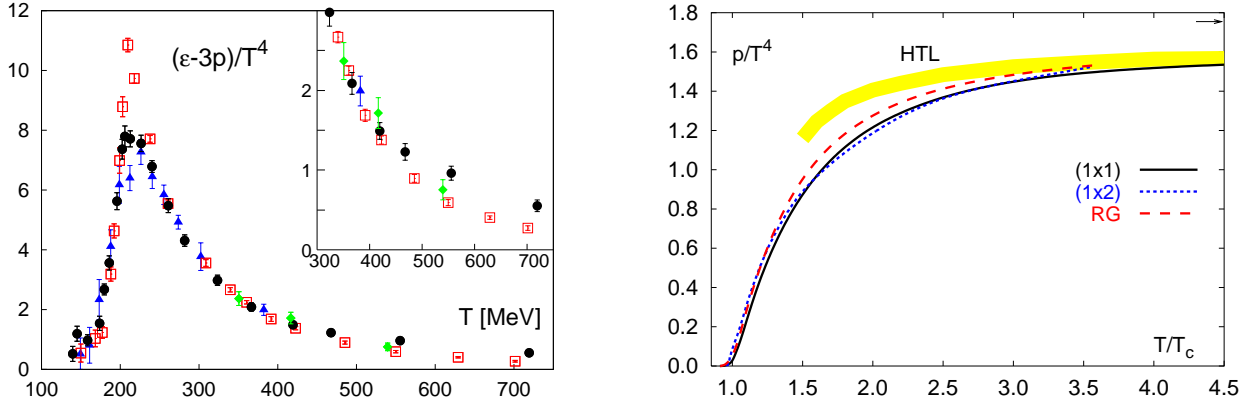 12
10
8
6
4
2
0
100 200 300 400 500 600 700
(ε-3p)/T⁴
T [MeV]
2
1
0
300 400 500 600 700
1.8
1.6
1.4
1.2
1.0
0.8
0.6
0.4
0.2
0.0
1.0 1.5 2.0 2.5 3.0 3.5 4.0 4.5
p/T⁴
HTL
(1x1)
(1x2)
RG
T/T_c